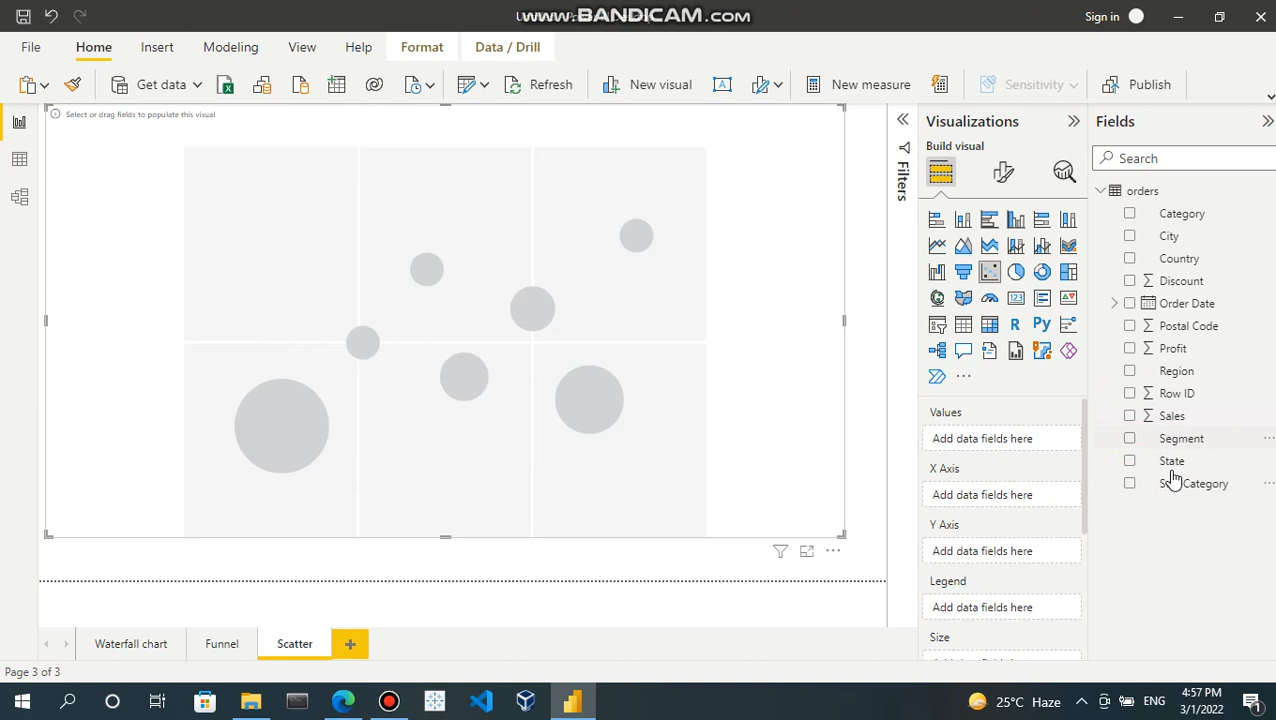 www.BANDICAM.com
Sign in
File
Home
Insert
Modeling
View
Help
Format
Data / Drill
Get data
Refresh
New visual
New measure
Sensitivity
Publish
Select or drag fields to populate this visual
Filters
Visualizations
Build visual
123
R
Py
Values
Add data fields here
X Axis
Add data fields here
Y Axis
Add data fields here
Legend
Add data fields here
Size
Fields
Search
orders
Category
City
Country
Discount
Order Date
Postal Code
Profit
Region
Row ID
Sales
Segment
State
Category
Waterfall chart
Funnel
Scatter
Page 3 of 3
25°C Haze
ENG
4:57 PM
3/1/2022
1